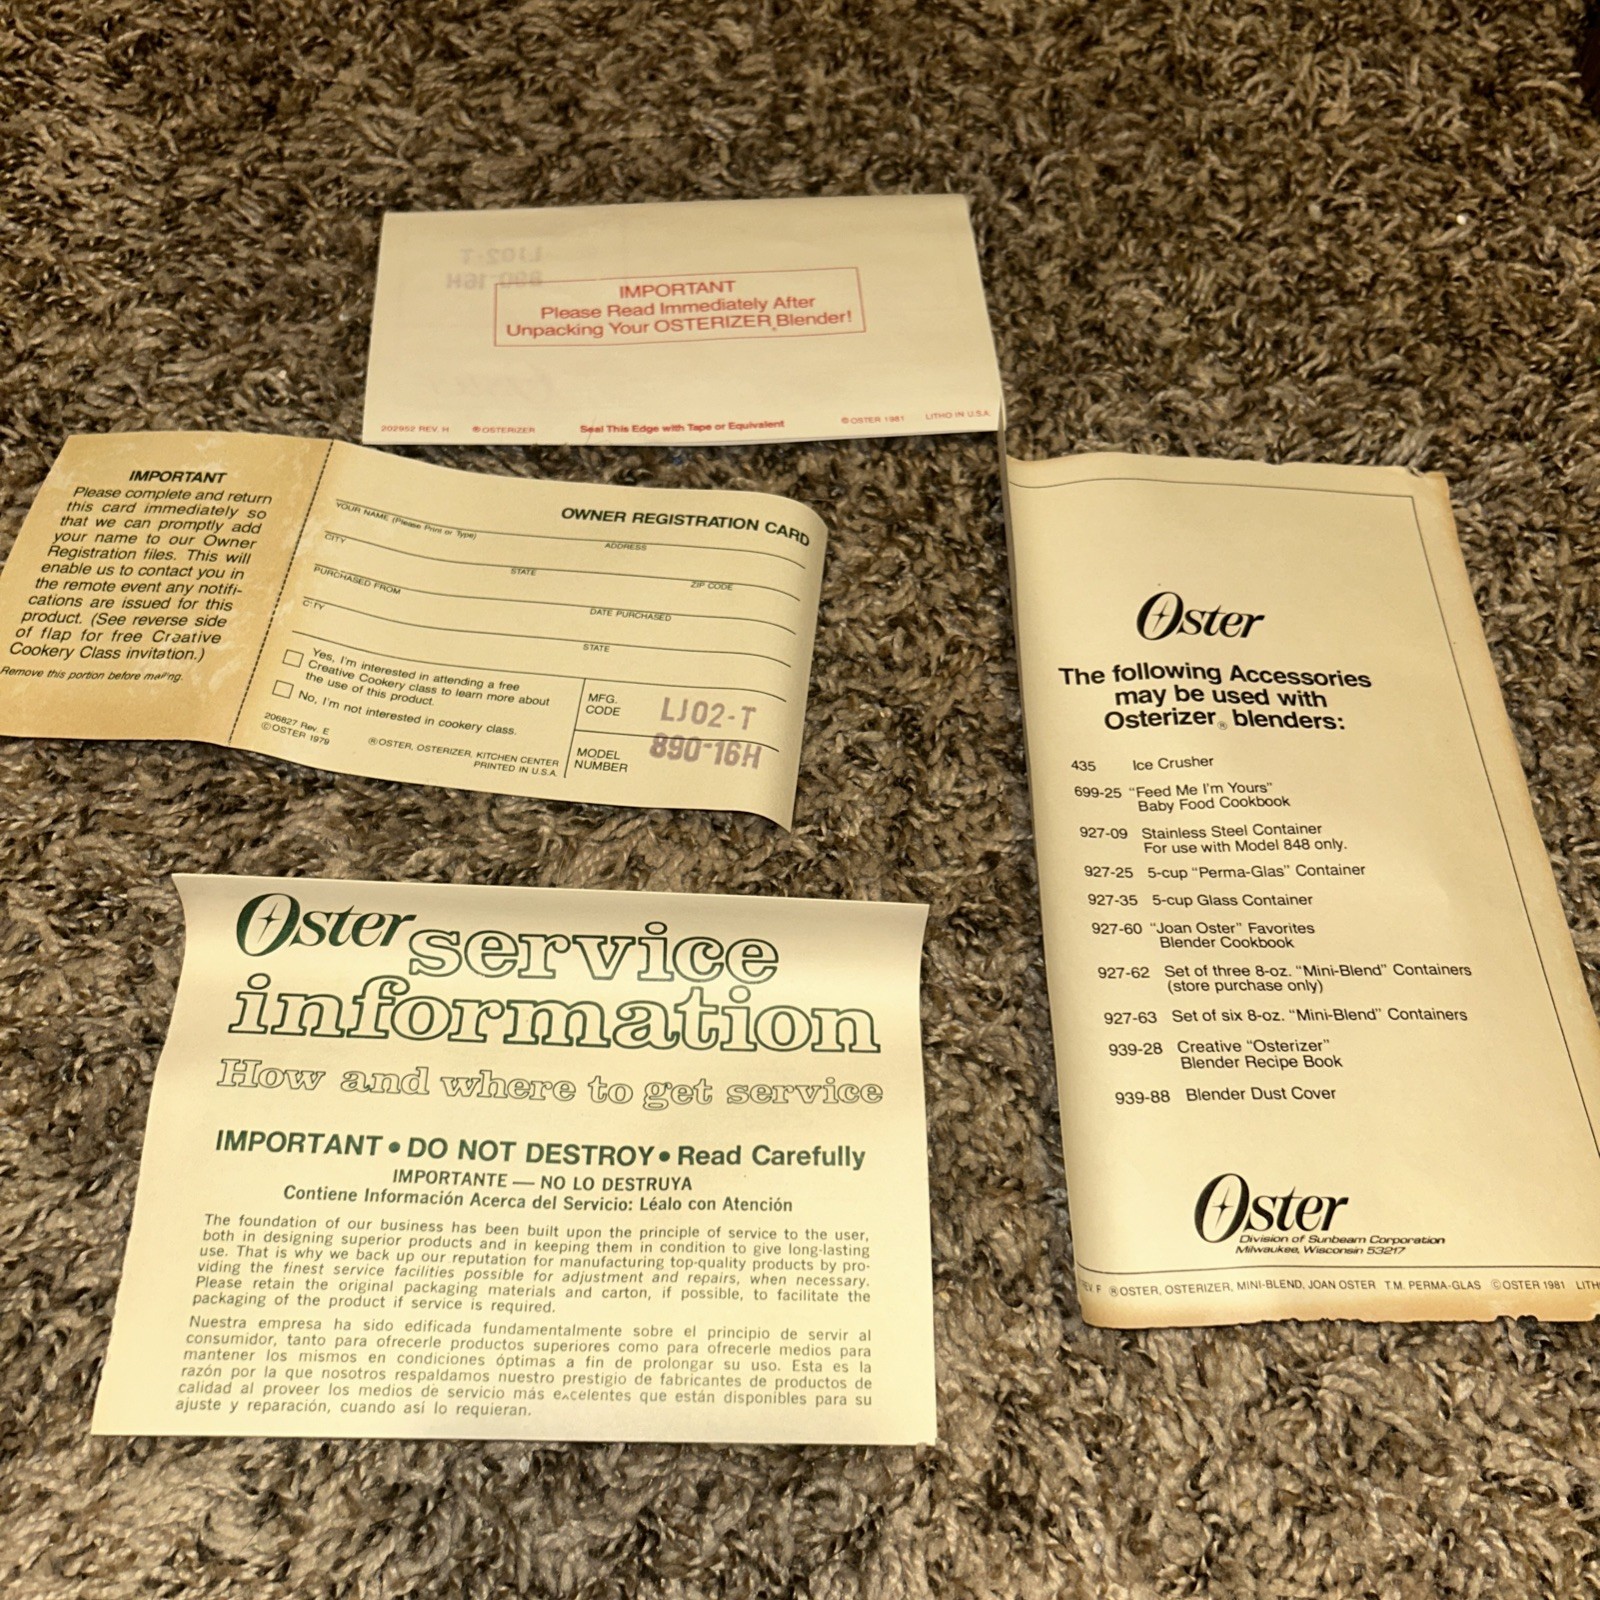 LJ02-T
890-16H
IMPORTANT
Please Read Immediately After
Unpacking Your OSTERIZER® Blender!
202952 REV. H ®OSTERIZER Seal This Edge with Tape or Equivalent ©OSTER 1981 LITHO IN U.S.A.
IMPORTANT
Please complete and return
this card immediately so
that we can promptly add
your name to our Owner
Registration files. This will
enable us to contact you in
the remote event any notifi-
cations are issued for this
product. (See reverse side
of flap for free Creative
Cookery Class invitation.)
Remove this portion before mailing.
OWNER REGISTRATION CARD
YOUR NAME (Please Print or Type)
ADDRESS
CITY
STATE
ZIP CODE
PURCHASED FROM
DATE PURCHASED
CITY
STATE
Yes, I'm interested in attending a free
Creative Cookery class to learn more about
the use of this product.
No, I'm not interested in cookery class.
206827 Rev. E
©OSTER 1979
®OSTER, OSTERIZER, KITCHEN CENTER
PRINTED IN U.S.A.
MFG.
CODE
LJ02-T
MODEL
NUMBER
890-16H
Oster
The following Accessories
may be used with
Osterizer® blenders:
435 Ice Crusher
699-25 "Feed Me I'm Yours"
Baby Food Cookbook
927-09 Stainless Steel Container
For use with Model 848 only.
927-25 5-cup "Perma-Glas" Container
927-35 5-cup Glass Container
927-60 "Joan Oster" Favorites
Blender Cookbook
927-62 Set of three 8-oz. "Mini-Blend" Containers
(store purchase only)
927-63 Set of six 8-oz. "Mini-Blend" Containers
939-28 Creative "Osterizer"
Blender Recipe Book
939-88 Blender Dust Cover
Oster
Division of Sunbeam Corporation
Milwaukee, Wisconsin 53217
EV F ®OSTER, OSTERIZER, MINI-BLEND, JOAN OSTER T.M. PERMA-GLAS ©OSTER 1981 LITH
Oster service
information
How and where to get service
IMPORTANT • DO NOT DESTROY • Read Carefully
IMPORTANTE — NO LO DESTRUYA
Contiene Información Acerca del Servicio: Léalo con Atención
The foundation of our business has been built upon the principle of service to the user,
both in designing superior products and in keeping them in condition to give long-lasting
use. That is why we back up our reputation for manufacturing top-quality products by pro-
viding the finest service facilities possible for adjustment and repairs, when necessary.
Please retain the original packaging materials and carton, if possible, to facilitate the
packaging of the product if service is required.
Nuestra empresa ha sido edificada fundamentalmente sobre el principio de servir al
consumidor, tanto para ofrecerle productos superiores como para ofrecerle medios para
mantener los mismos en condiciones óptimas a fin de prolongar su uso. Esta es la
razón por la que nosotros respaldamos nuestro prestigio de fabricantes de productos de
calidad al proveer los medios de servicio más excelentes que están disponibles para su
ajuste y reparación, cuando así lo requieran.